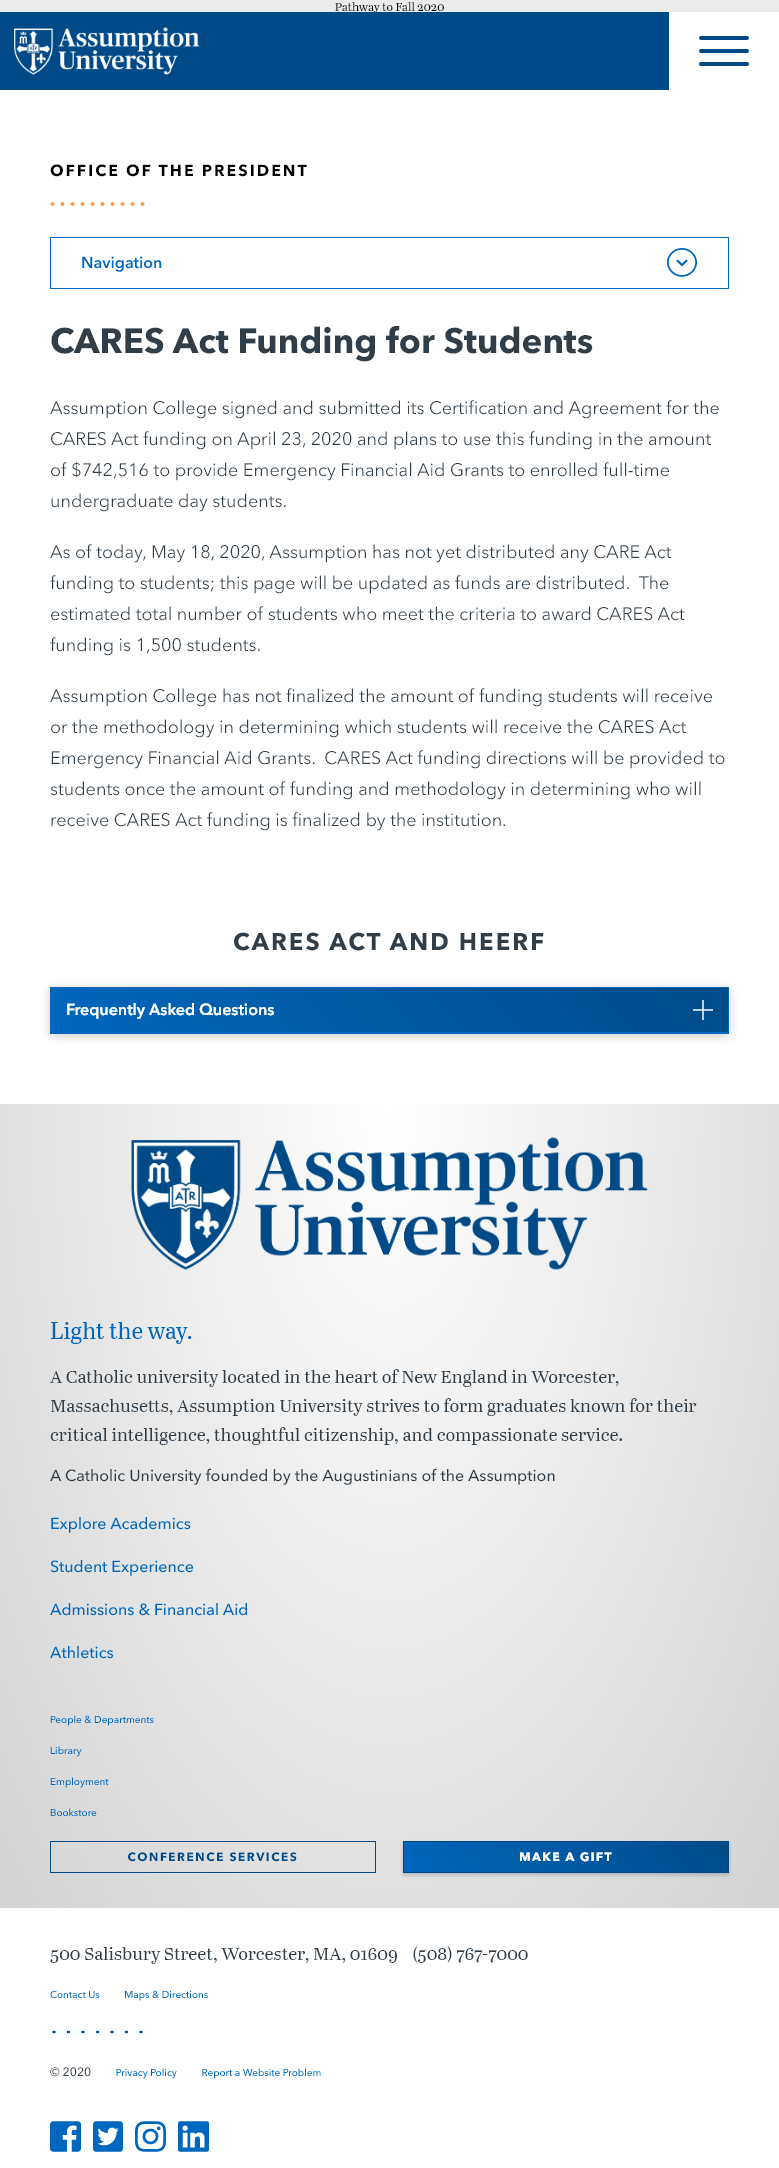 Pathway to Fall 2020
Assumption
University
OFFICE OF THE PRESIDENT
Navigation
CARES Act Funding for Students
Assumption College signed and submitted its Certification and Agreement for the
CARES Act funding on April 23, 2020 and plans to use this funding in the amount
of $742,516 to provide Emergency Financial Aid Grants to enrolled full-time
undergraduate day students.
As of today, May 18, 2020, Assumption has not yet distributed any CARE Act
funding to students; this page will be updated as funds are distributed.  The
estimated total number of students who meet the criteria to award CARES Act
funding is 1,500 students.
Assumption College has not finalized the amount of funding students will receive
or the methodology in determining which students will receive the CARES Act
Emergency Financial Aid Grants.  CARES Act funding directions will be provided to
students once the amount of funding and methodology in determining who will
receive CARES Act funding is finalized by the institution.
CARES ACT AND HEERF
Frequently Asked Questions
ATR
Assumption
University
Light the way.
A Catholic university located in the heart of New England in Worcester,
Massachusetts, Assumption University strives to form graduates known for their
critical intelligence, thoughtful citizenship, and compassionate service.
A Catholic University founded by the Augustinians of the Assumption
Explore Academics
Student Experience
Admissions & Financial Aid
Athletics
People & Departments
Library
Employment
Bookstore
CONFERENCE SERVICES MAKE A GIFT
500 Salisbury Street, Worcester, MA, 01609 (508) 767-7000
Contact Us Maps & Directions
© 2020 Privacy Policy Report a Website Problem